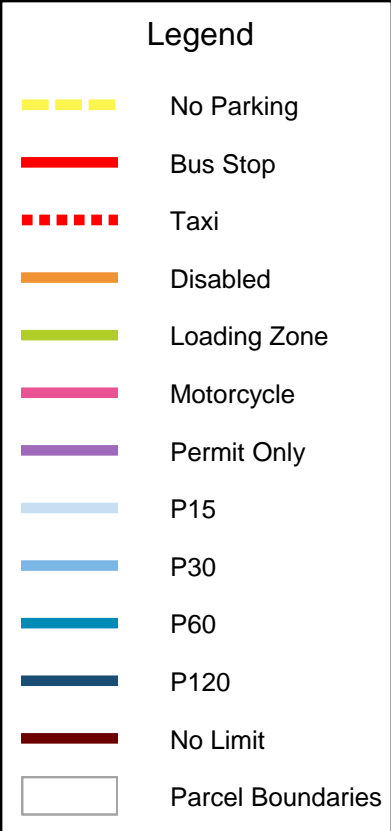 Legend
No Parking
Bus Stop
Taxi
Disabled
Loading Zone
Motorcycle
Permit Only
P15
P30
P60
P120
No Limit
Parcel Boundaries